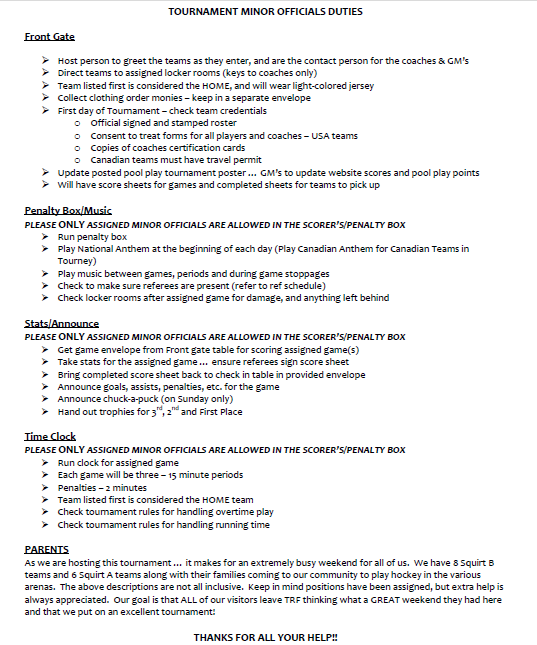 TOURNAMENT MINOR OFFICIALS DUTIES
Front Gate
➢ Host person to greet the teams as they enter, and are the contact person for the coaches & GM's
➢ Direct teams to assigned locker rooms (keys to coaches only)
➢ Team listed first is considered the HOME, and will wear light-colored jersey
➢ Collect clothing order monies – keep in a separate envelope
➢ First day of Tournament – check team credentials
o Official signed and stamped roster
o Consent to treat forms for all players and coaches – USA teams
o Copies of coaches certification cards
o Canadian teams must have travel permit
➢ Update posted pool play tournament poster ... GM's to update website scores and pool play points
➢ Will have score sheets for games and completed sheets for teams to pick up
Penalty Box/Music
PLEASE ONLY ASSIGNED MINOR OFFICIALS ARE ALLOWED IN THE SCORER'S/PENALTY BOX
➢ Run penalty box
➢ Play National Anthem at the beginning of each day (Play Canadian Anthem for Canadian Teams in
Tourney)
➢ Play music between games, periods and during game stoppages
➢ Check to make sure referees are present (refer to ref schedule)
➢ Check locker rooms after assigned game for damage, and anything left behind
Stats/Announce
PLEASE ONLY ASSIGNED MINOR OFFICIALS ARE ALLOWED IN THE SCORER'S/PENALTY BOX
➢ Get game envelope from Front gate table for scoring assigned game(s)
➢ Take stats for the assigned game ... ensure referees sign score sheet
➢ Bring completed score sheet back to check in table in provided envelope
➢ Announce goals, assists, penalties, etc. for the game
➢ Announce chuck-a-puck (on Sunday only)
➢ Hand out trophies for 3rd, 2nd and First Place
Time Clock
PLEASE ONLY ASSIGNED MINOR OFFICIALS ARE ALLOWED IN THE SCORER'S/PENALTY BOX
➢ Run clock for assigned game
➢ Each game will be three – 15 minute periods
➢ Penalties – 2 minutes
➢ Team listed first is considered the HOME team
➢ Check tournament rules for handling overtime play
➢ Check tournament rules for handling running time
PARENTS
As we are hosting this tournament ... it makes for an extremely busy weekend for all of us. We have 8 Squirt B
teams and 6 Squirt A teams along with their families coming to our community to play hockey in the various
arenas. The above descriptions are not all inclusive. Keep in mind positions have been assigned, but extra help is
always appreciated. Our goal is that ALL of our visitors leave TRF thinking what a GREAT weekend they had here
and that we put on an excellent tournament!
THANKS FOR ALL YOUR HELP!!